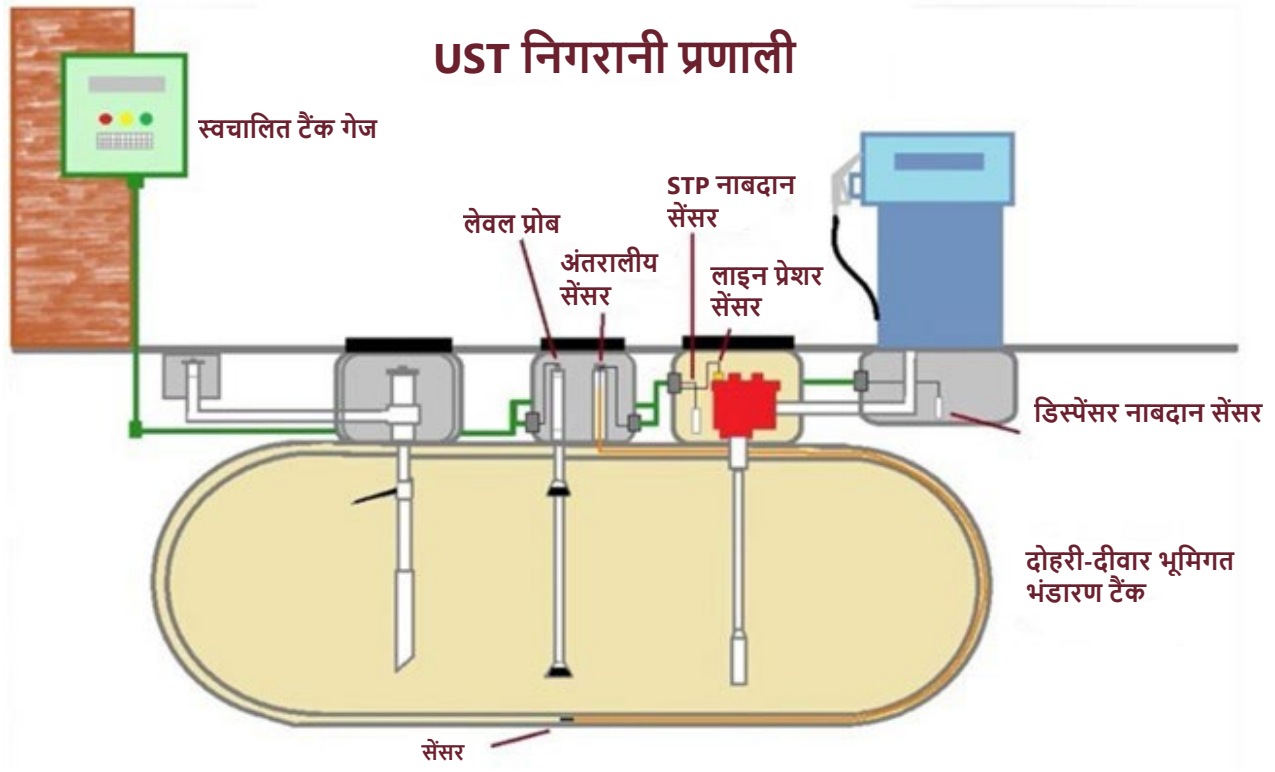 UST निगरानी प्रणाली
स्वचालित टैंक गेज
STP नाबदान
सेंसर
लेवल प्रोब
अंतरालीय
सेंसर
लाइन प्रेशर
सेंसर
डिस्पेंसर नाबदान सेंसर
दोहरी-दीवार भूमिगत
भंडारण टैंक
सेंसर